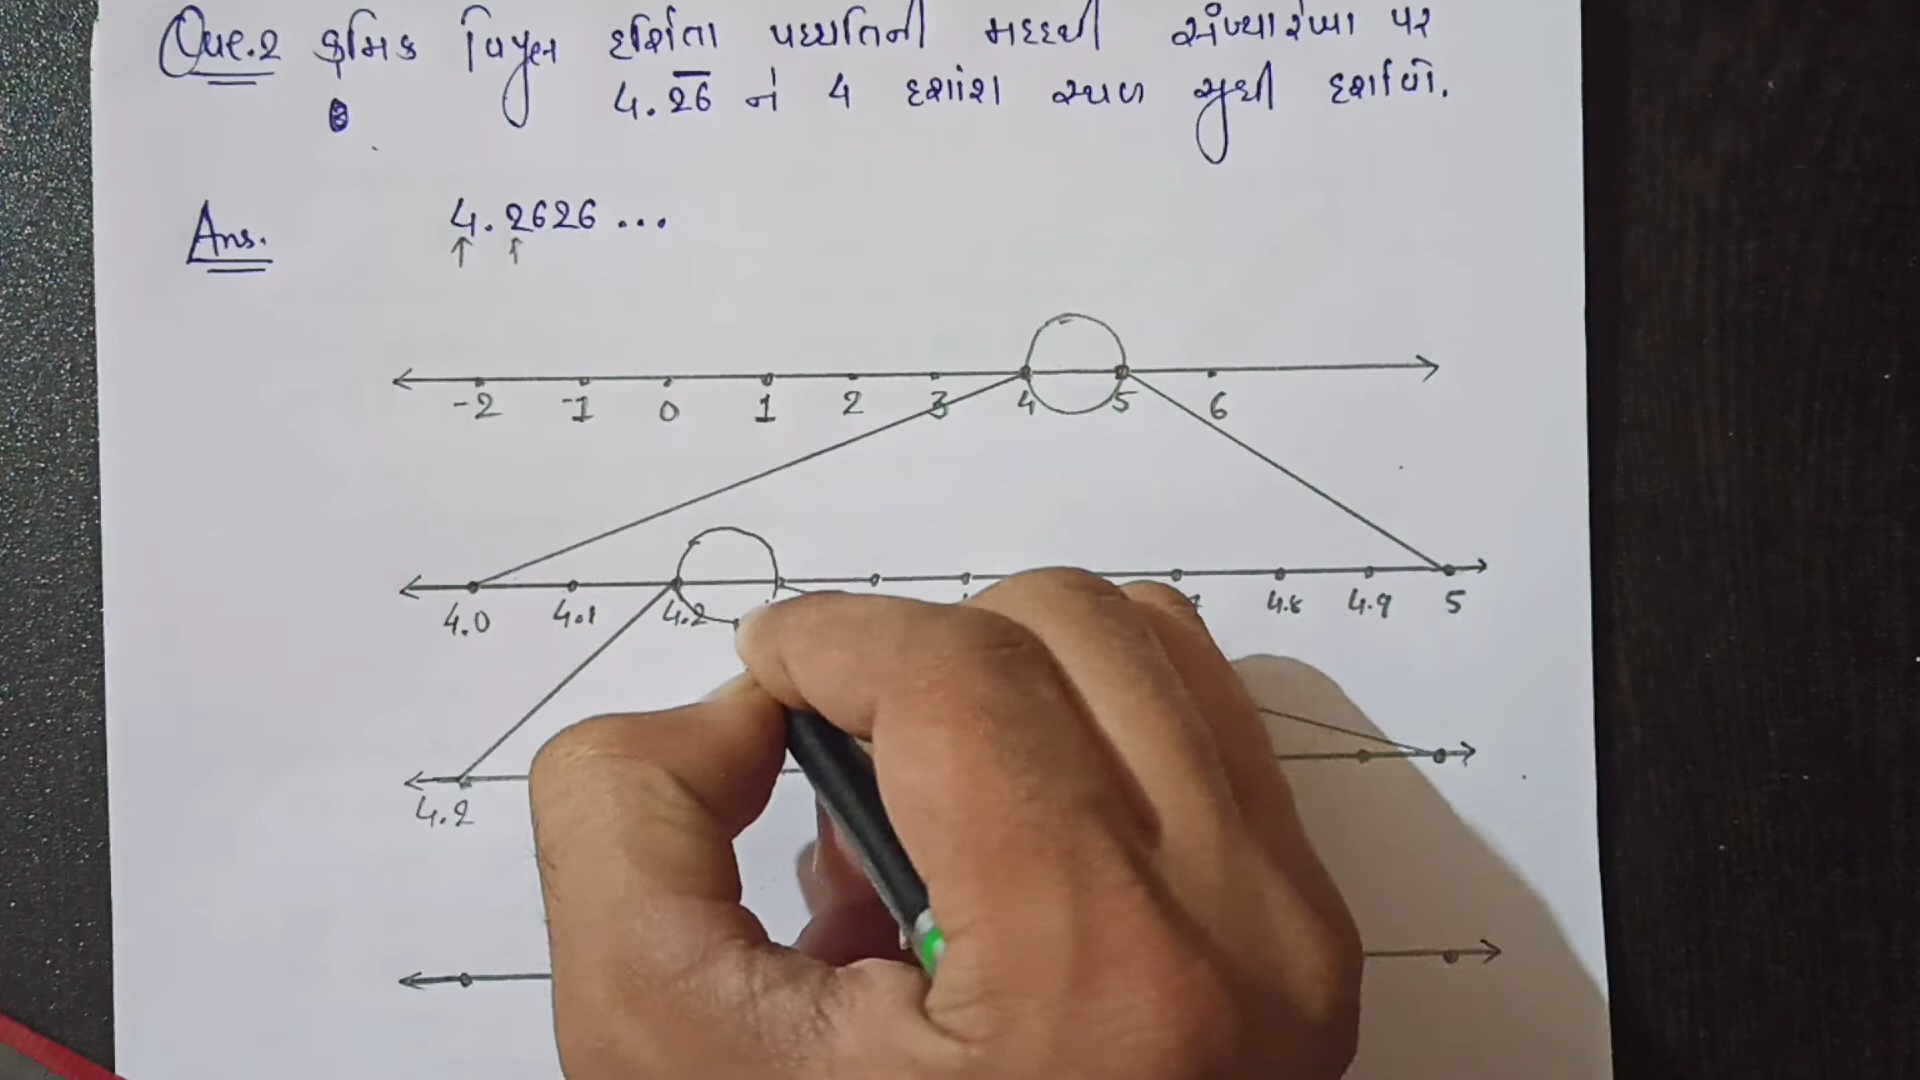 Que.2 ક્રમિક વિપુલ દર્શિતા પધ્ધતિની મદદથી સંખ્યારેખા પર
4.2̅6̅ નં 4 દશાંશ સ્થળ સુધી દર્શાવો.
Ans. 4.2626...
-2 -1 0 1 2 3 4 5 6
4.0 4.1 4.2 4.8 4.9 5
4.2